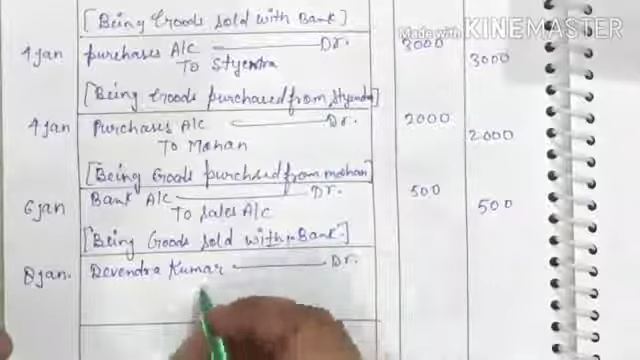 [Being Goods sold with Bank]
Made with KINEMASTER
4 Jan purchases A/c Dr. 3000
To Styendra 3000
[Being Goods purchased from Styendra]
4 Jan Purchases A/c Dr. 2000
To Mohan 2000
[Being Goods purchased from mohan]
6 Jan Bank A/c Dr. 500
To sales A/c 500
[Being Goods sold with Bank.]
8 Jan. Devendra Kumar Dr.